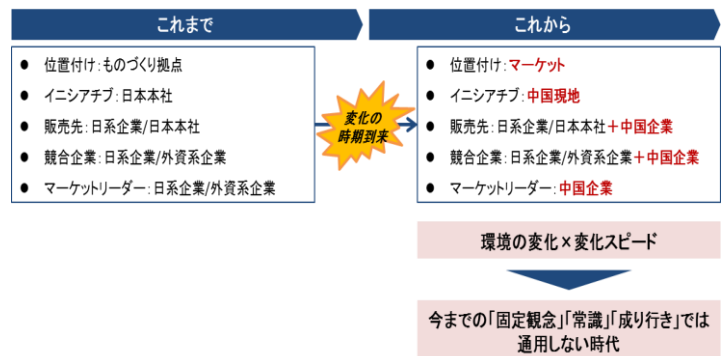 これまで
● 位置付け：ものづくり拠点
● イニシアチブ：日本本社
● 販売先：日系企業/日本本社
● 競合企業：日系企業/外資系企業
● マーケットリーダー：日系企業/外資系企業
変化の
時期到来
これから
● 位置付け：マーケット
● イニシアチブ：中国現地
● 販売先：日系企業/日本本社＋中国企業
● 競合企業：日系企業/外資系企業＋中国企業
● マーケットリーダー：中国企業
環境の変化×変化スピード
今までの「固定観念」「常識」「成り行き」では
通用しない時代